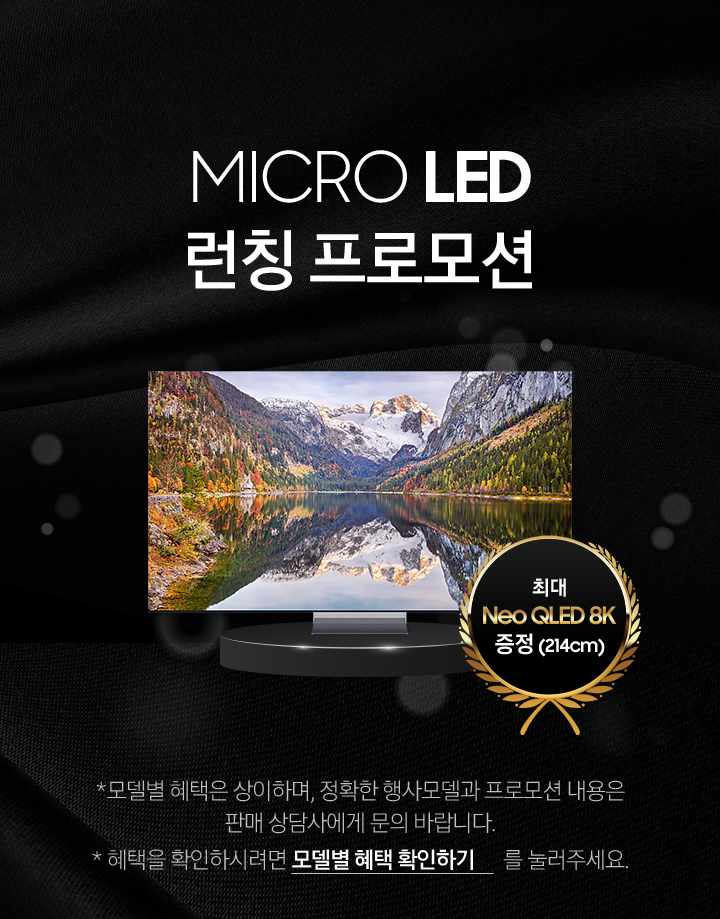 MICRO LED
런칭 프로모션
최대
Neo QLED 8K
증정 (214cm)
*모델별 혜택은 상이하며, 정확한 행사모델과 프로모션 내용은
판매 상담사에게 문의 바랍니다.
* 혜택을 확인하시려면 모델별 혜택 확인하기 를 눌러주세요.